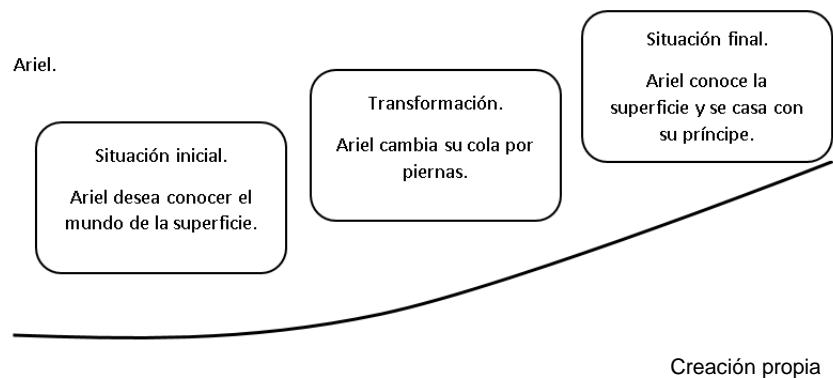 Ariel.
Situación inicial.
Ariel desea conocer el
mundo de la superficie.
Transformación.
Ariel cambia su cola por
piernas.
Situación final.
Ariel conoce la
superficie y se casa con
su príncipe.
Creación propia